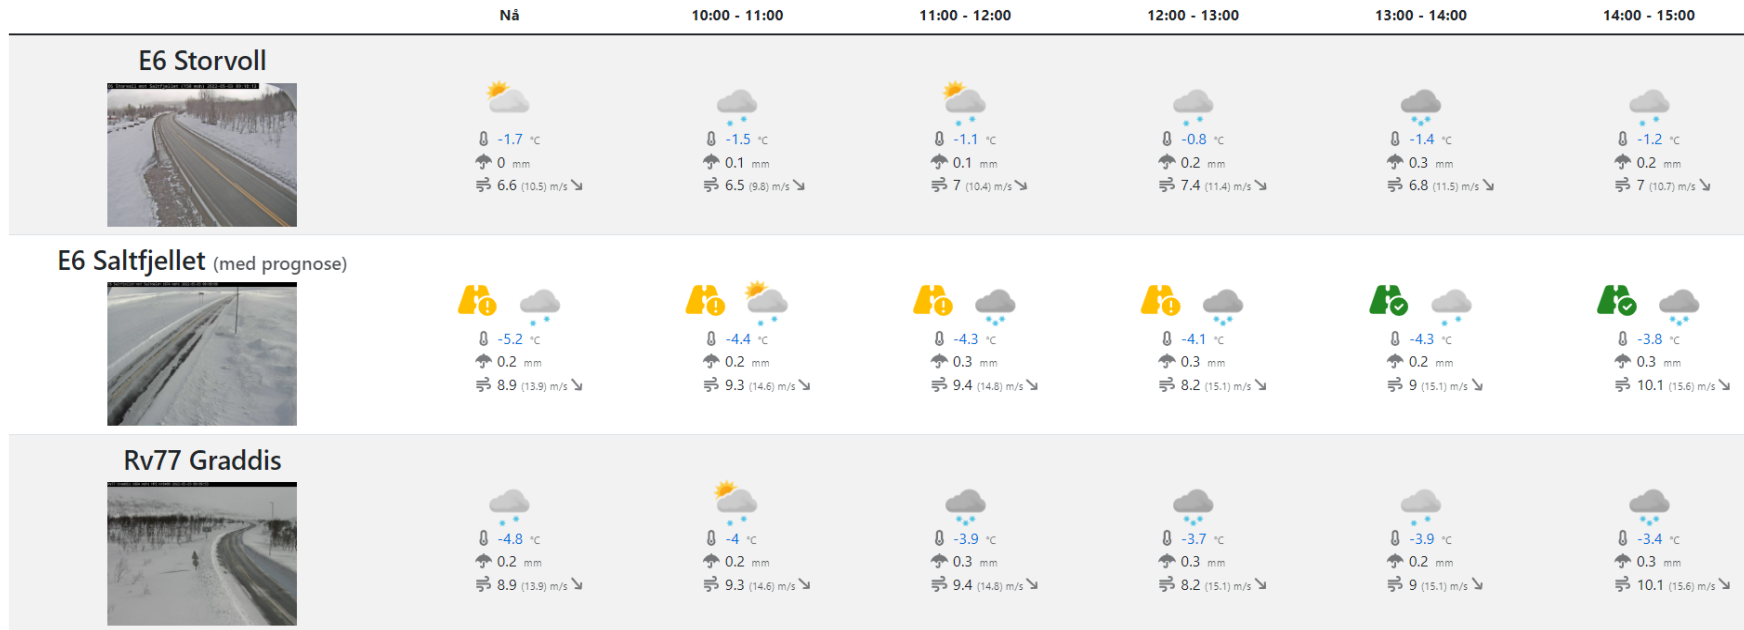 Nå 10:00 - 11:00 11:00 - 12:00 12:00 - 13:00 13:00 - 14:00 14:00 - 15:00
E6 Storvoll
-1.7 °C -1.5 °C -1.1 °C -0.8 °C -1.4 °C -1.2 °C
0 mm 0.1 mm 0.1 mm 0.2 mm 0.3 mm 0.2 mm
6.6 (10.5) m/s 6.5 (9.8) m/s 7 (10.4) m/s 7.4 (11.4) m/s 6.8 (11.5) m/s 7 (10.7) m/s
E6 Saltfjellet (med prognose)
-5.2 °C -4.4 °C -4.3 °C -4.1 °C -4.3 °C -3.8 °C
0.2 mm 0.2 mm 0.3 mm 0.3 mm 0.2 mm 0.3 mm
8.9 (13.9) m/s 9.3 (14.6) m/s 9.4 (14.8) m/s 8.2 (15.1) m/s 9 (15.1) m/s 10.1 (15.6) m/s
Rv77 Graddis
-4.8 °C -4 °C -3.9 °C -3.7 °C -3.9 °C -3.4 °C
0.2 mm 0.2 mm 0.3 mm 0.3 mm 0.2 mm 0.3 mm
8.9 (13.9) m/s 9.3 (14.6) m/s 9.4 (14.8) m/s 8.2 (15.1) m/s 9 (15.1) m/s 10.1 (15.6) m/s